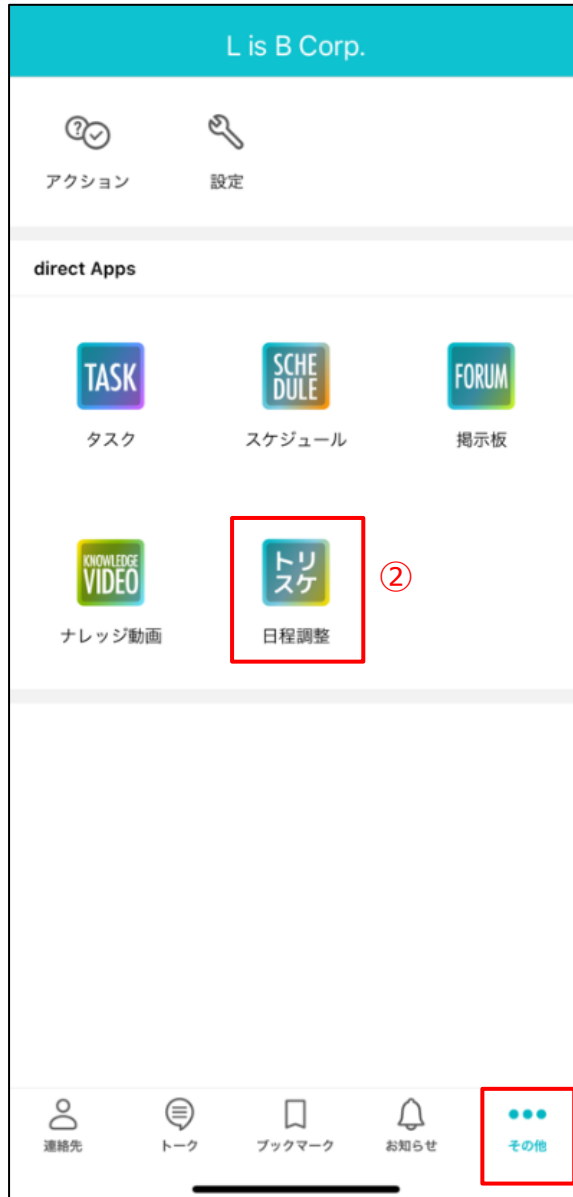 L is B Corp.
アクション 設定
direct Apps
TASK SCHE DULE FORUM
タスク スケジュール 掲示板
KNOWLEDGE VIDEO トリ スケ ②
ナレッジ動画 日程調整
連絡先 トーク ブックマーク お知らせ その他